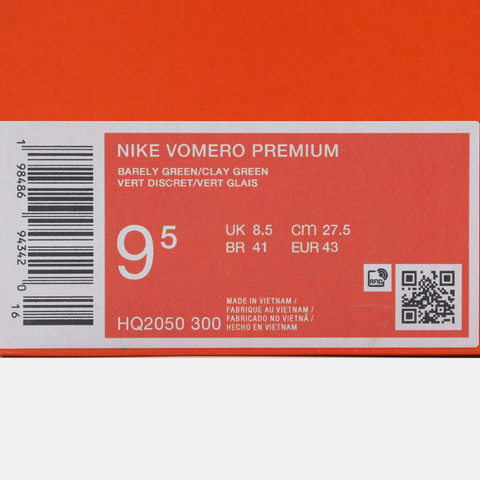 NIKE VOMERO PREMIUM
BARELY GREEN/CLAY GREEN
VERT DISCRET/VERT GLAIS
9⁵
UK 8.5 cm 27.5
BR 41 EUR 43
RFID
MADE IN VIETNAM /
FABRIQUE AU VIETNAM /
FABRICADO NO VIETNÃ /
HECHO EN VIETNAM
HQ2050 300
1 98486 94342 0 16